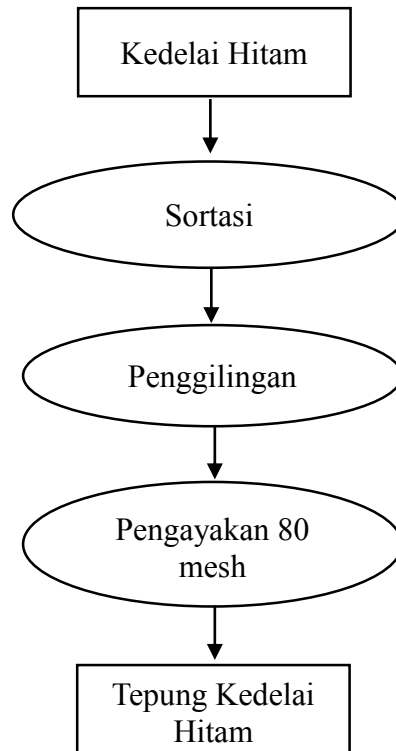 Kedelai Hitam
Sortasi
Penggilingan
Pengayakan 80
mesh
Tepung Kedelai
Hitam